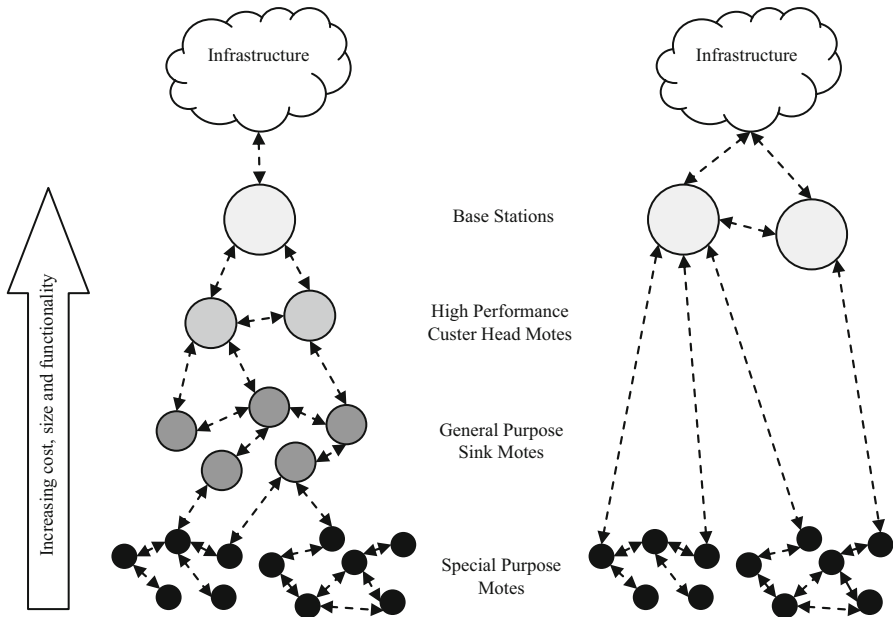 Infrastructure
Infrastructure
Base Stations
High Performance
Custer Head Motes
General Purpose
Sink Motes
Special Purpose
Motes
Increasing cost, size and functionality